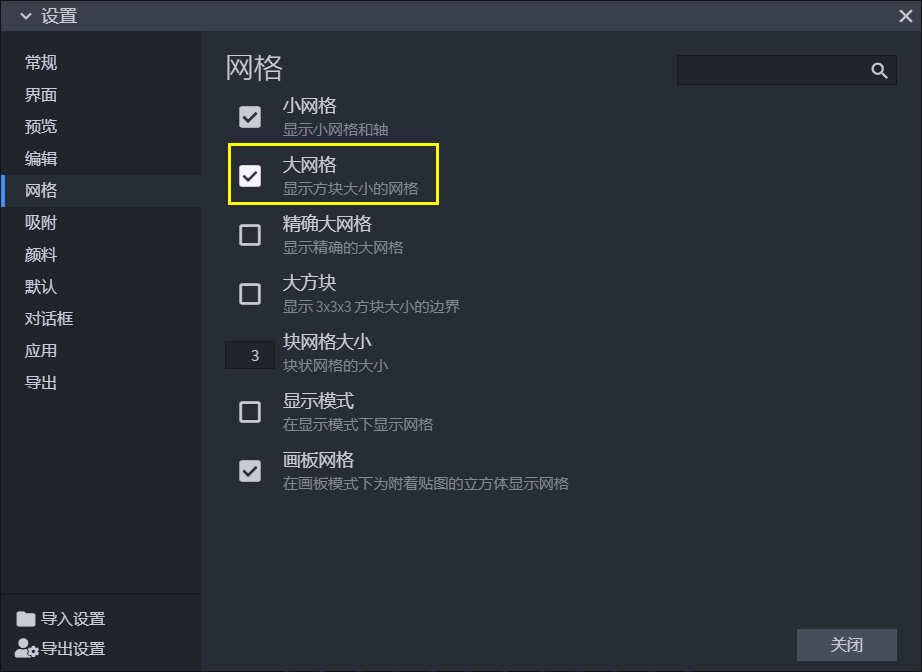 设置
常规
界面
预览
编辑
网格
吸附
颜料
默认
对话框
应用
导出
导入设置
导出设置
网格
小网格
显示小网格和轴
大网格
显示方块大小的网格
精确大网格
显示精确的大网格
大方块
显示 3x3x3 方块大小的边界
3
块网格大小
块状网格的大小
显示模式
在显示模式下显示网格
画板网格
在画板模式下为附着贴图的立方体显示网格
关闭